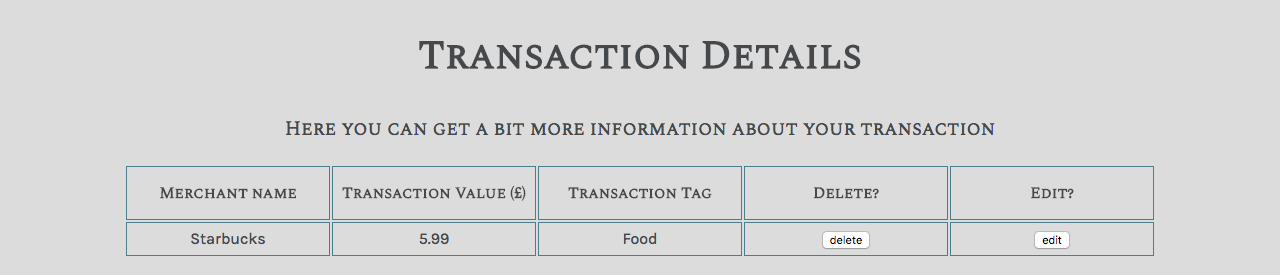 Transaction Details
Here you can get a bit more information about your transaction
Merchant name Transaction Value (£) Transaction Tag Delete? Edit?
Starbucks 5.99 Food delete edit